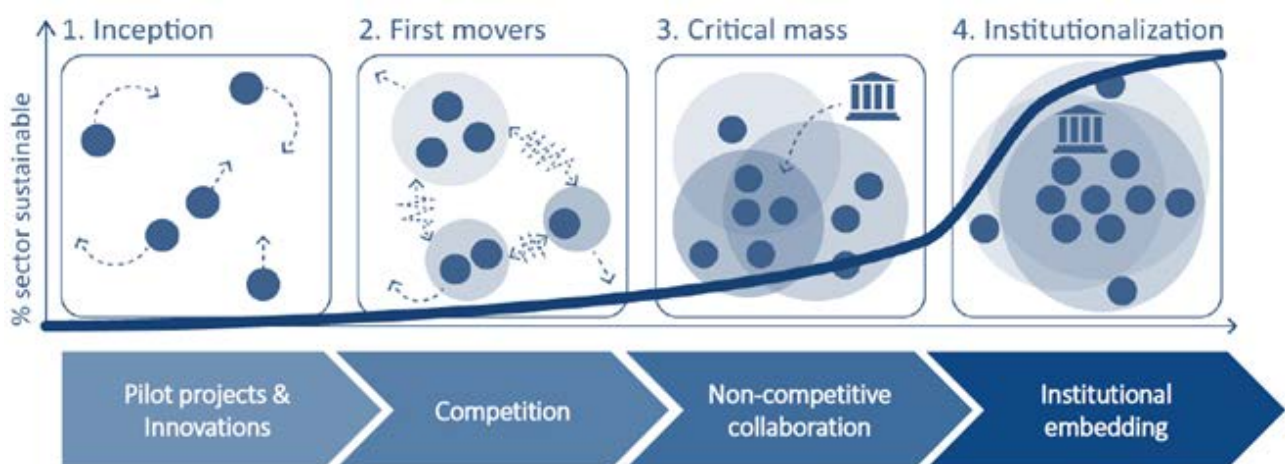 1. Inception
2. First movers
3. Critical mass
4. Institutionalization
% sector sustainable
Pilot projects &
Innovations
Competition
Non-competitive
collaboration
Institutional
embedding